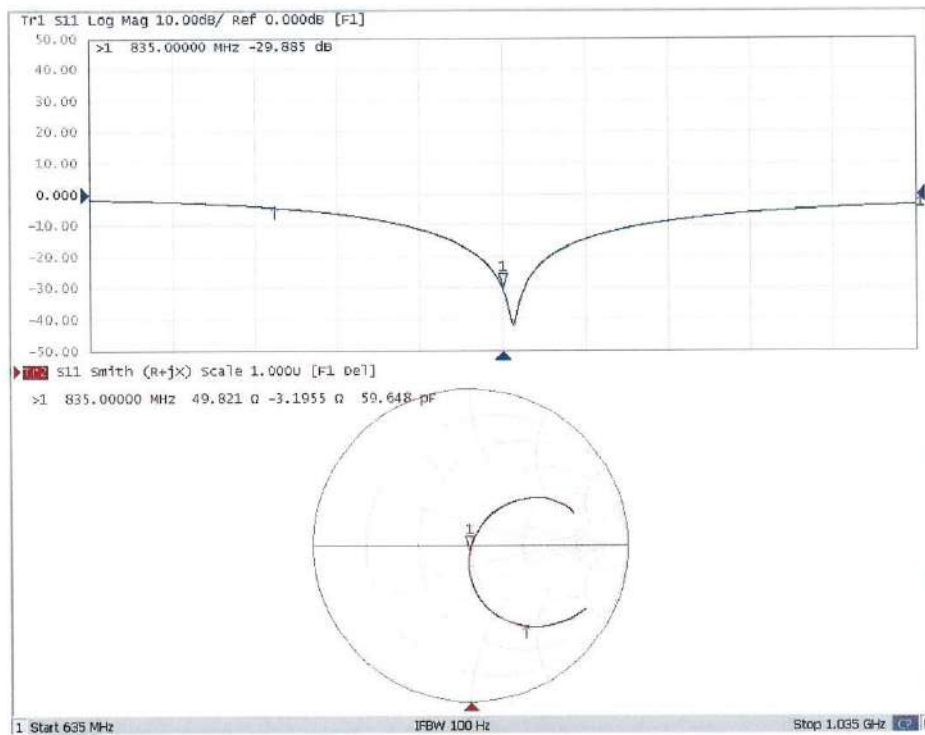 Tr1 S11 Log Mag 10.00dB/ Ref 0.000dB [F1]
50.00
>1 835.00000 MHz -29.885 dB
40.00
30.00
20.00
10.00
0.000
1
-10.00
-20.00
1
-30.00
-40.00
-50.00
Tr2 S11 Smith (R+jX) Scale 1.000U [F1 Del]
>1 835.00000 MHz 49.821 Ω -3.1955 Ω 59.648 pF
1
1 Start 635 MHz IFBW 100 Hz Stop 1.035 GHz C?